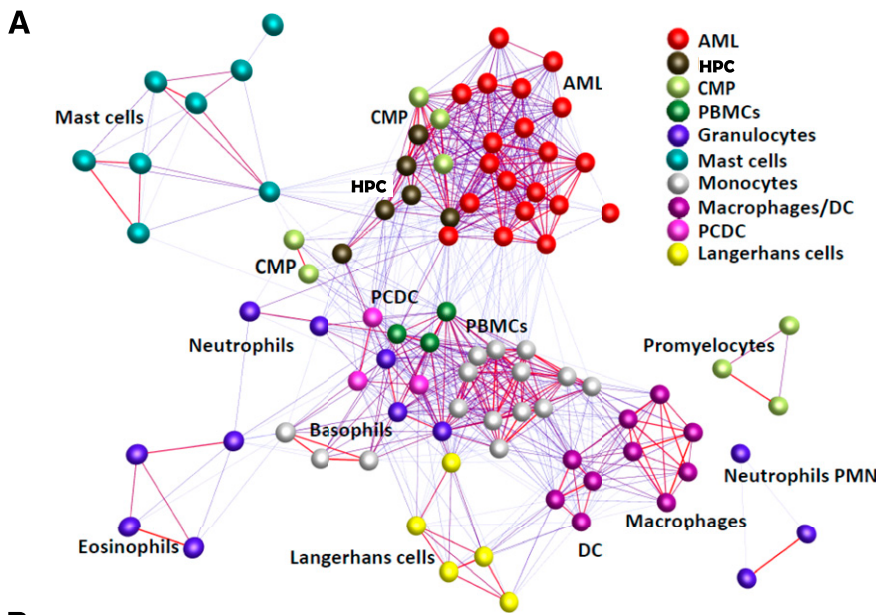 A
AML
HPC
CMP
PBMCs
Granulocytes
Mast cells
Monocytes
Macrophages/DC
PCDC
Langerhans cells
AML
Mast cells
CMP
HPC
CMP
PCDC
PBMCs
Neutrophils
Promyelocytes
Basophils
Neutrophils PMN
Macrophages
Eosinophils
Langerhans cells
DC